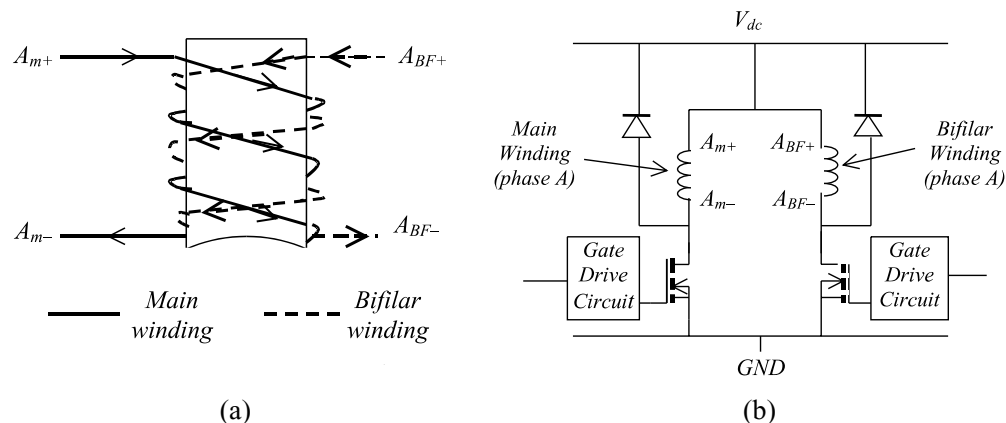 A_{m+}
A_{BF+}
A_{m–}
A_{BF–}
Main
winding
Bifilar
winding
(a)
V_{dc}
Main
Winding
(phase A)
A_{m+}
A_{BF+}
Bifilar
Winding
(phase A)
A_{m–}
A_{BF–}
Gate
Drive
Circuit
Gate
Drive
Circuit
GND
(b)